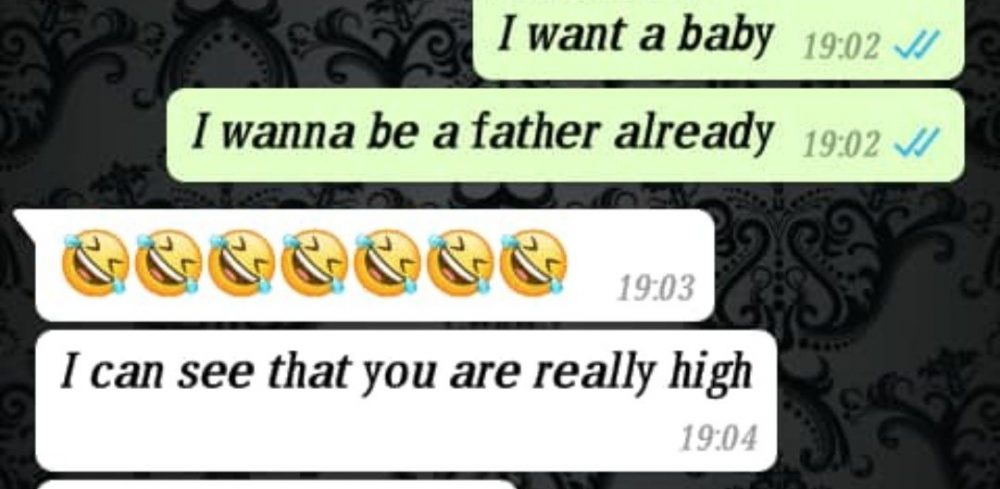 I want a baby 19:02
I wanna be a father already 19:02
🤣🤣🤣🤣🤣🤣🤣 19:03
I can see that you are really high
19:04